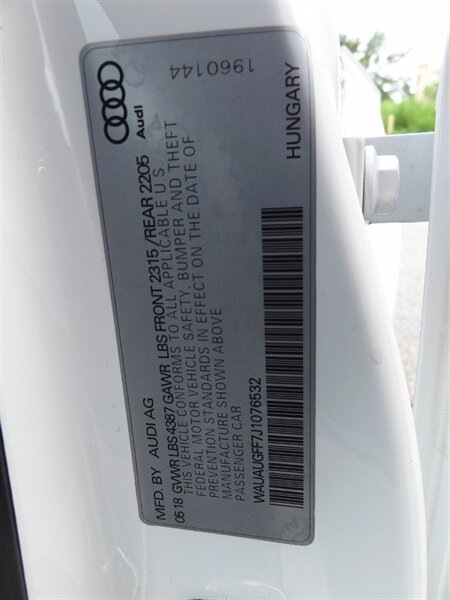 MFD. BY AUDI AG
Audi
0518 GVWR LBS 4387 GAWR LBS FRONT 2315 / REAR 2205
THIS VEHICLE CONFORMS TO ALL APPLICABLE U S
FEDERAL MOTOR VEHICLE SAFETY, BUMPER AND THEFT
PREVENTION STANDARDS IN EFFECT ON THE DATE OF
MANUFACTURE SHOWN ABOVE
PASSENGER CAR
1960144
WAUAUGFF7J1076532
HUNGARY